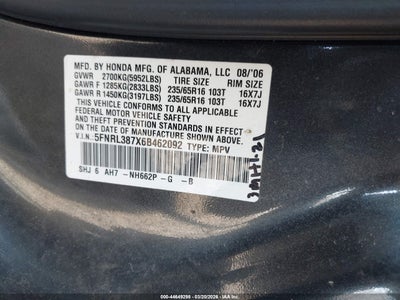 MFD. BY HONDA MFG. OF ALABAMA, LLC 08/'06
GVWR 2700KG(5952LBS) TIRE SIZE RIM SIZE
GAWR F 1285KG(2833LBS) 235/65R16 103T 16X7J
GAWR R 1450KG(3197LBS) 235/65R16 103T 16X7J
THIS VEHICLE CONFORMS TO ALL APPLICABLE
FEDERAL MOTOR VEHICLE SAFETY
STANDARDS IN EFFECT ON THE DATE OF
MANUFACTURE SHOWN ABOVE.
V.I.N. 5FNRL387X6B462092 TYPE: MPV
SHJ 6 AH7 -NH662P -G -B
000-44649299 - 03/20/2026 - IAA